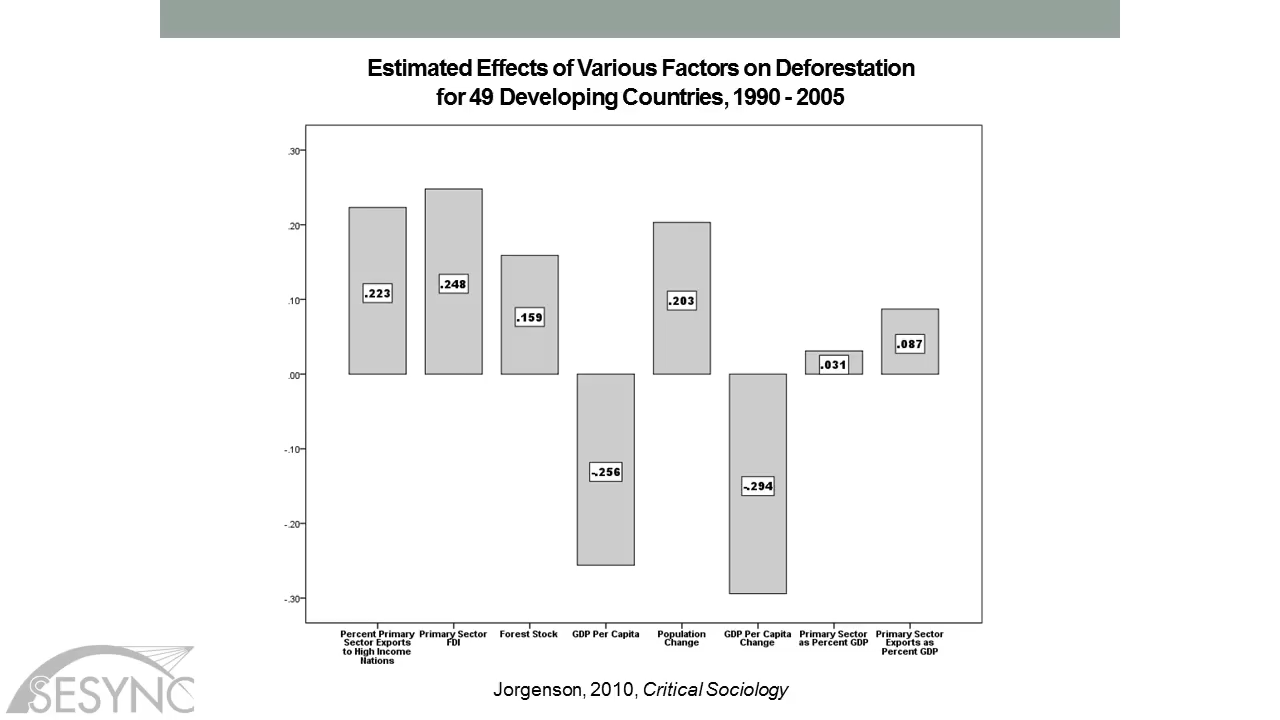 Estimated Effects of Various Factors on Deforestation
for 49 Developing Countries, 1990 - 2005
.30
.20
.10
.00
-.10
-.20
-.30
.223
.248
.159
-.256
.203
-.294
.031
.087
Percent Primary
Sector Exports
to High Income
Nations
Primary Sector
FDI
Forest Stock
GDP Per Capita
Population
Change
GDP Per Capita
Change
Primary Sector
as Percent GDP
Primary Sector
Exports as
Percent GDP
Jorgenson, 2010, Critical Sociology
SESYNC